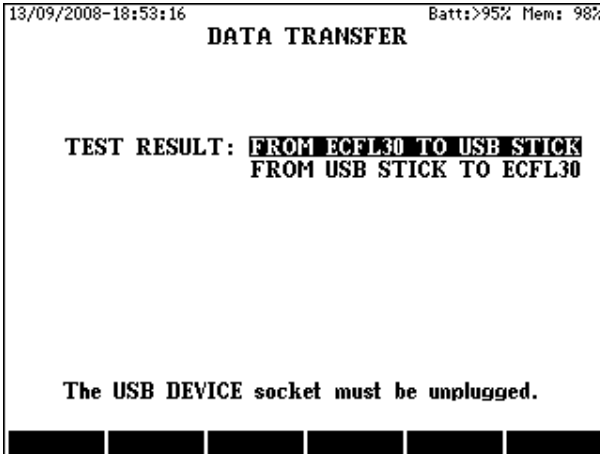 13/09/2008-18:53:16 Batt:>95% Mem: 98%
DATA TRANSFER
TEST RESULT: FROM ECFL30 TO USB STICK
FROM USB STICK TO ECFL30
The USB DEVICE socket must be unplugged.